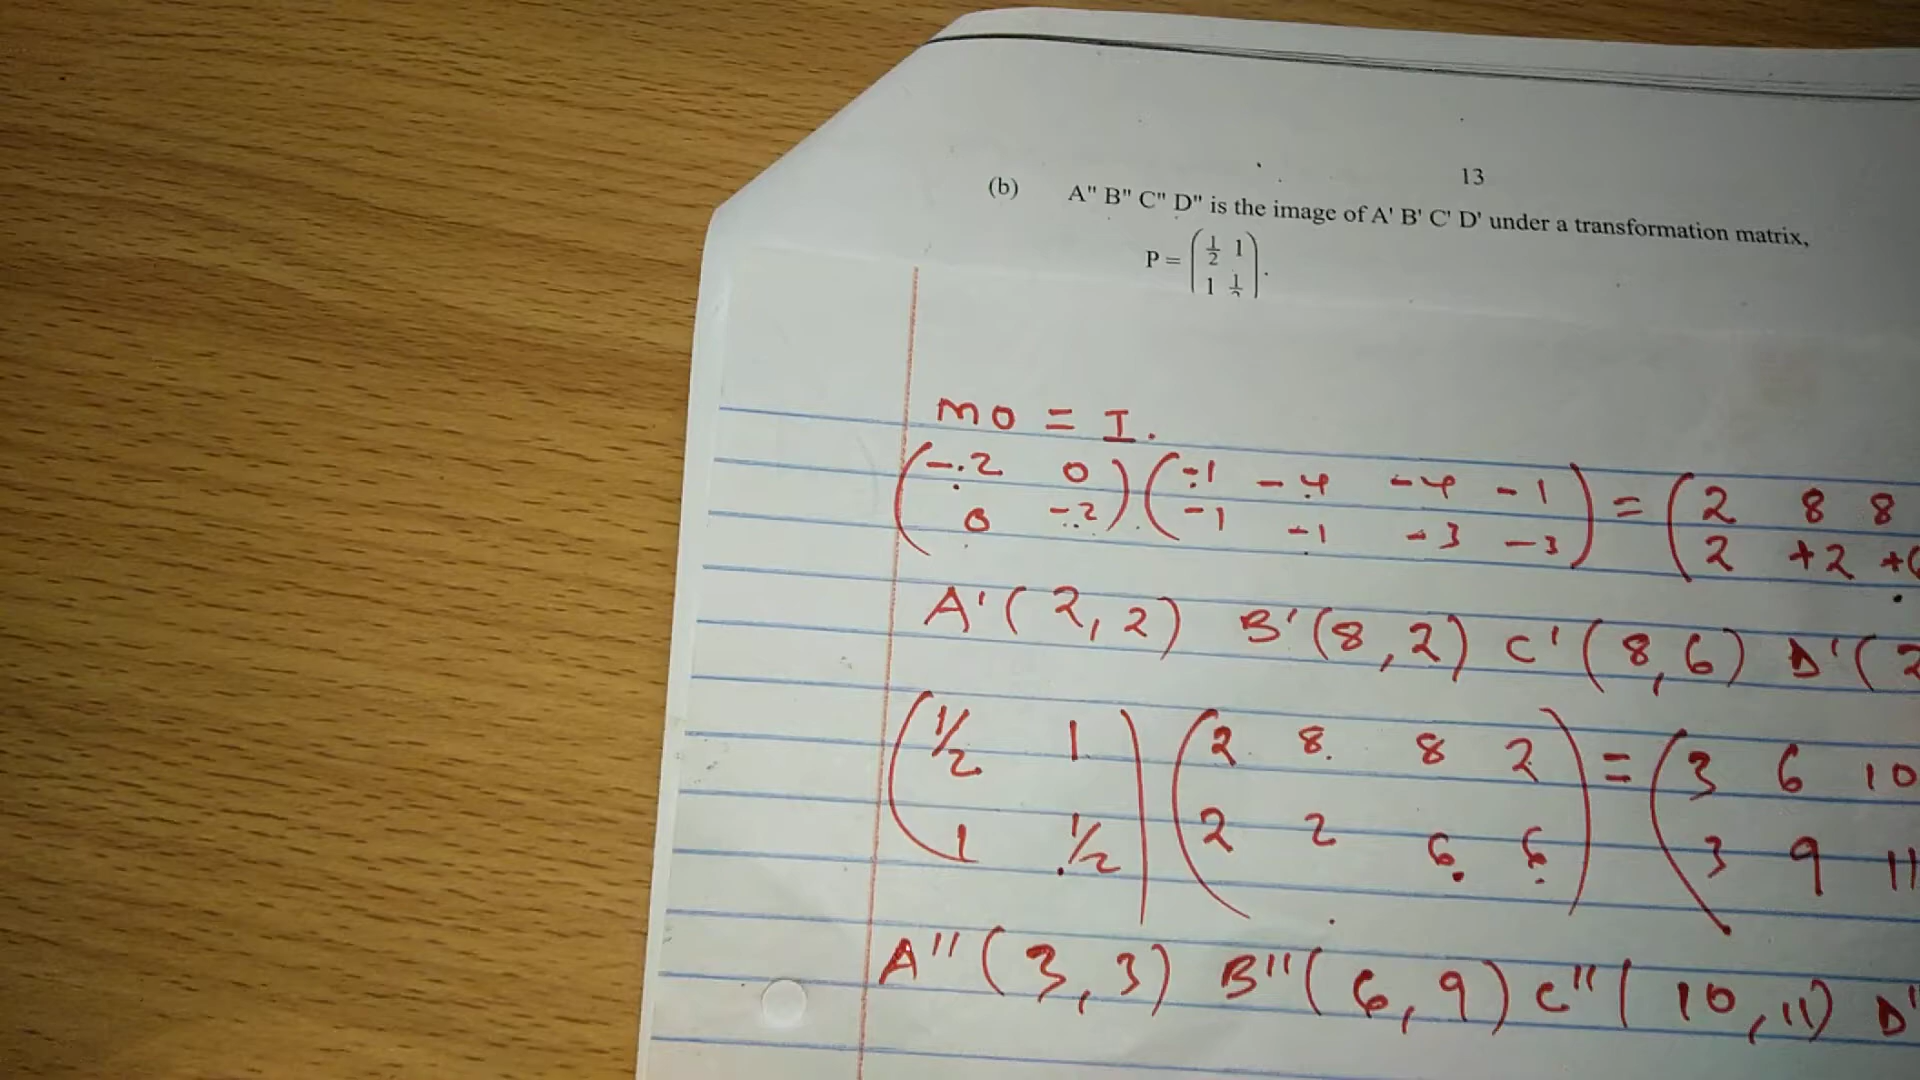 13
(b) A" B" C" D" is the image of A' B' C' D' under a transformation matrix,
P = (1/2 1
1 1/2).
mo = I.
(-.2 0) (-1 -4 -4 -1) = (2 8 8
0 -.2) (-1 -1 -3 -3) (2 +2 +6
A'(2,2) B'(8,2) C'(8,6) D'(2
(1/2 1) (2 8 8 2) = (3 6 10
1 1/2) (2 2 6 6) (3 9 11
A''(3,3) B''(6,9) C''(10,11) D'